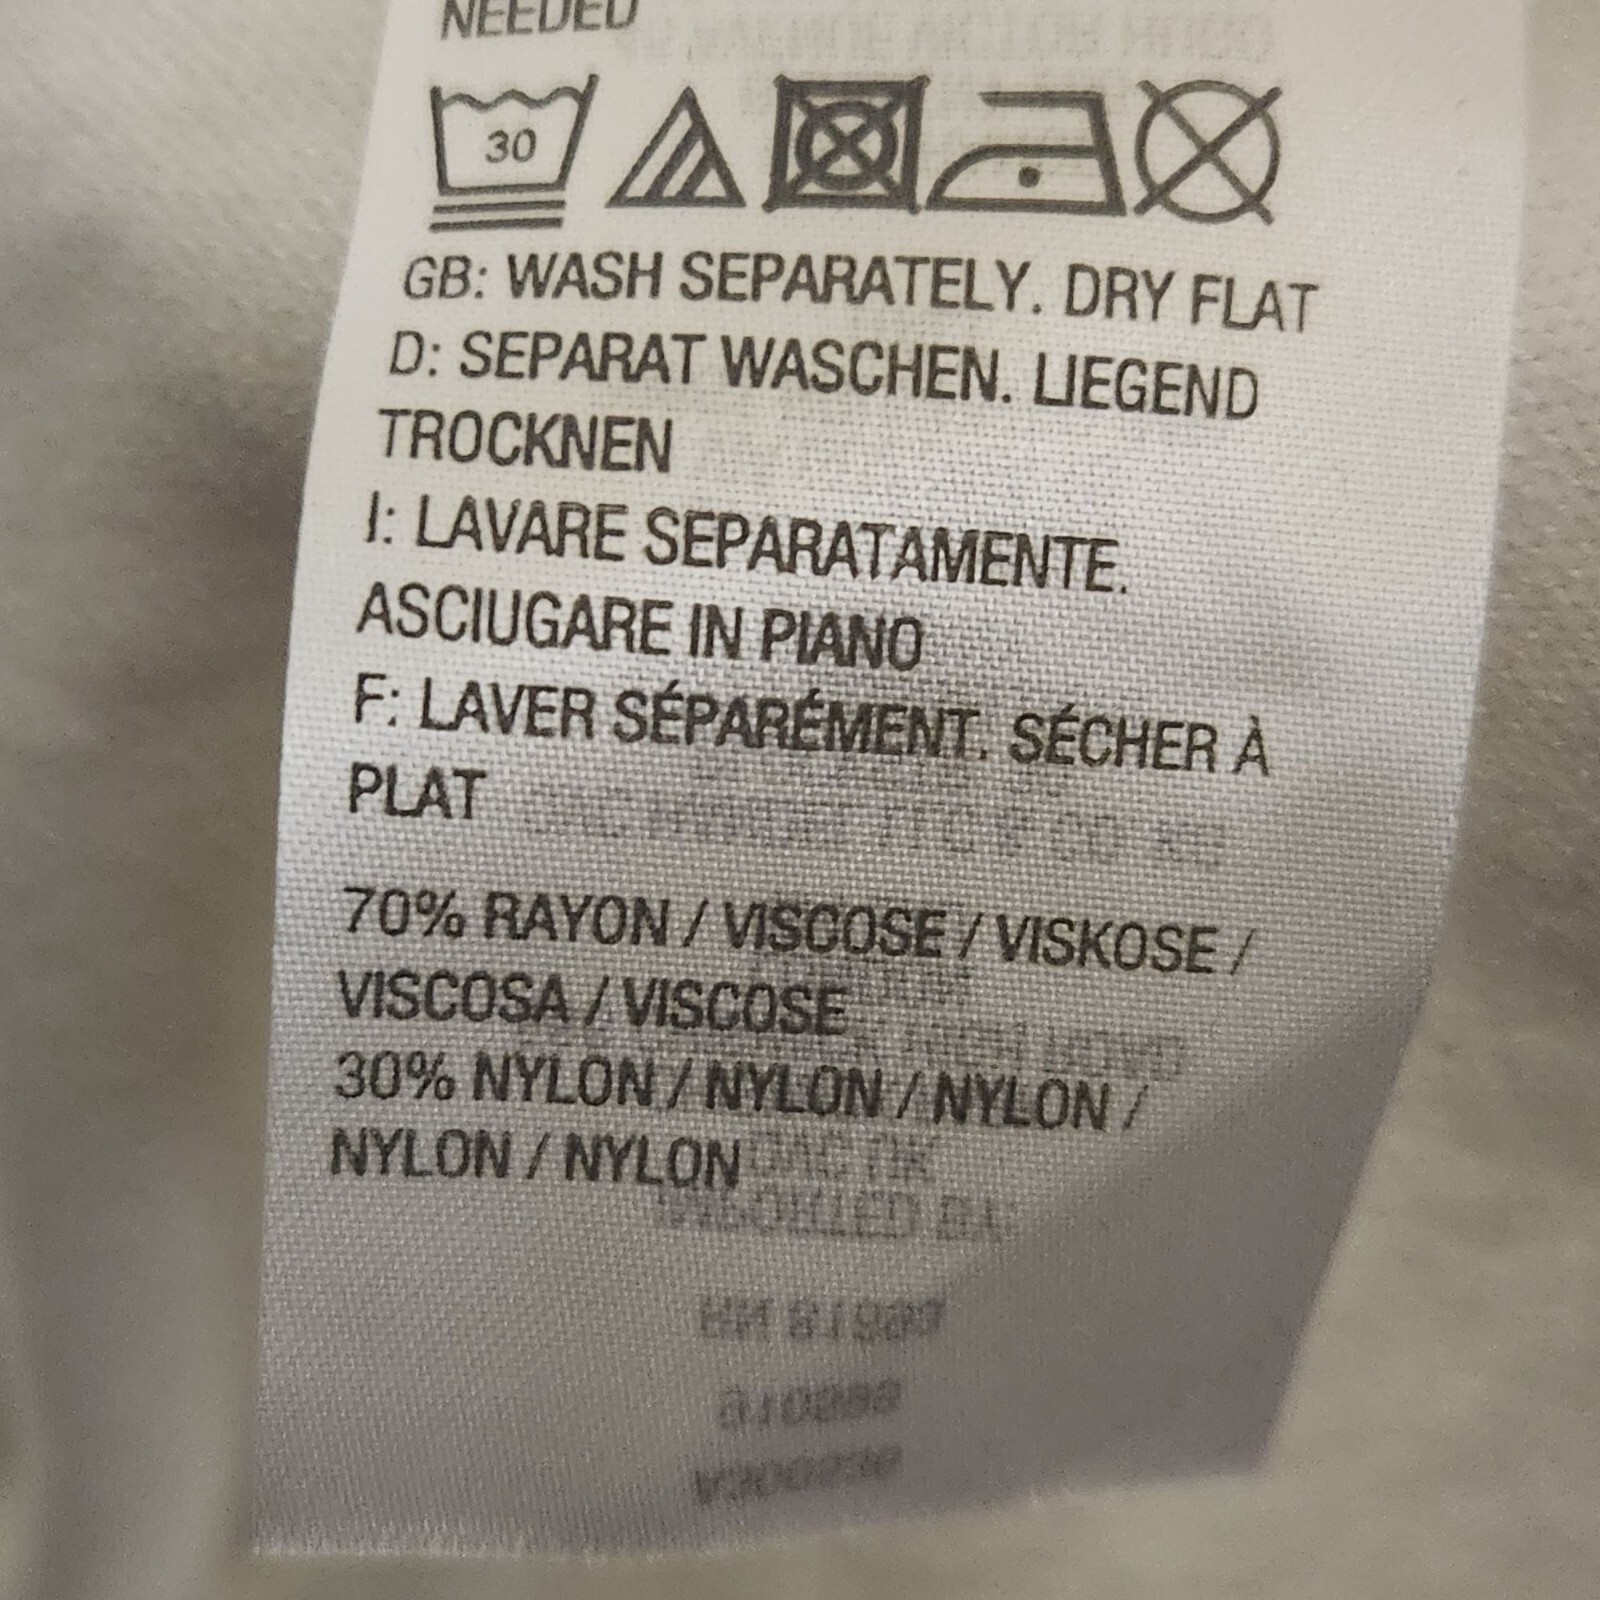 NEEDED
30
GB: WASH SEPARATELY. DRY FLAT
D: SEPARAT WASCHEN. LIEGEND
TROCKNEN
I: LAVARE SEPARATAMENTE.
ASCIUGARE IN PIANO
F: LAVER SÉPARÉMENT. SÉCHER À
PLAT
70% RAYON / VISCOSE / VISKOSE /
VISCOSA / VISCOSE
30% NYLON / NYLON / NYLON /
NYLON / NYLON